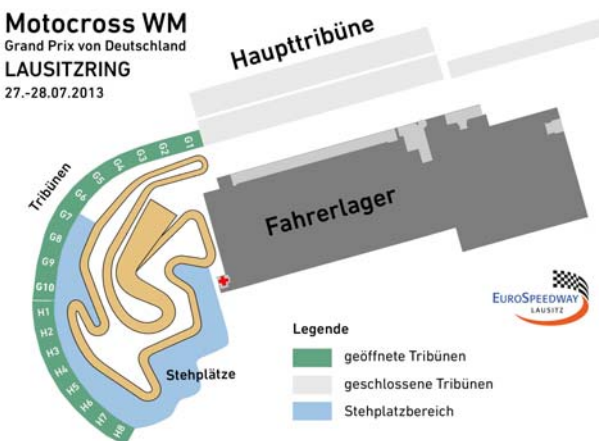 Motocross WM
Grand Prix von Deutschland
LAUSITZRING
27.-28.07.2013
Haupttribüne
Tribünen
G1
G2
G3
G4
G5
G6
G7
G8
G9
G10
H1
H2
H3
H4
H5
H6
H7
H8
Fahrerlager
Stehplätze
EUROSPEEDWAY
LAUSITZ
Legende
geöffnete Tribünen
geschlossene Tribünen
Stehplatzbereich